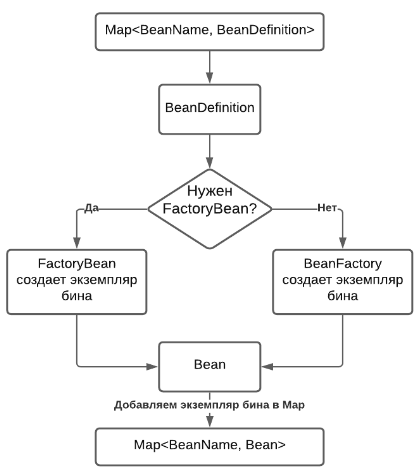 Map<BeanName, BeanDefinition>
BeanDefinition
Нужен
FactoryBean?
Да
Нет
FactoryBean
создает экземпляр
бина
BeanFactory
создает экземпляр
бина
Bean
Добавляем экземпляр бина в Map
Map<BeanName, Bean>